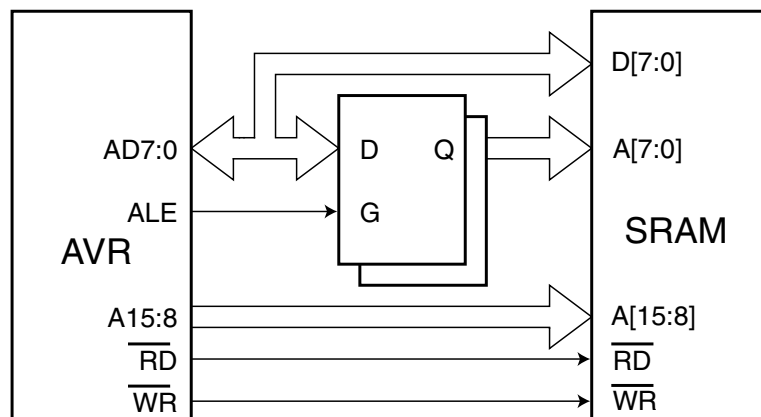 D[7:0]
AD7:0
D
Q
A[7:0]
ALE
G
AVR
SRAM
A15:8
A[15:8]
RD
RD
WR
WR